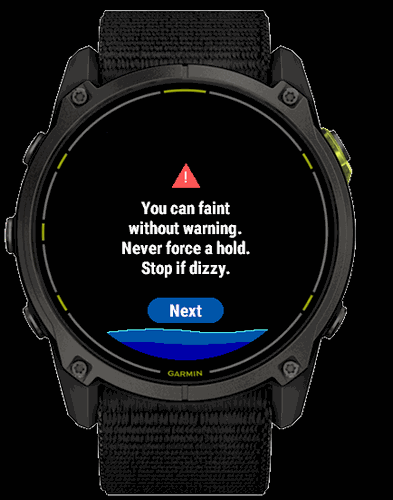 !
You can faint
without warning.
Never force a hold.
Stop if dizzy.
Next
GARMIN